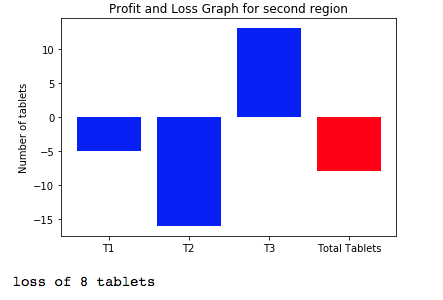 Profit and Loss Graph for second region
Number of tablets
10
5
0
−5
−10
−15
T1 T2 T3 Total Tablets
loss of 8 tablets